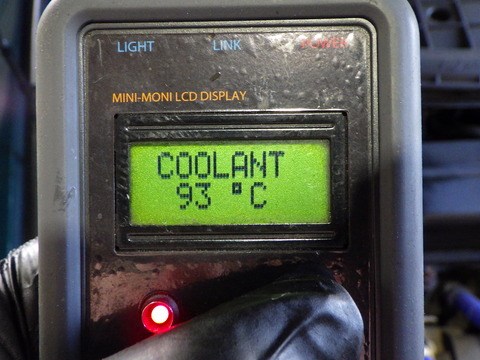 LIGHT LINK POWER
MINI-MONI LCD DISPLAY
COOLANT
93 °C